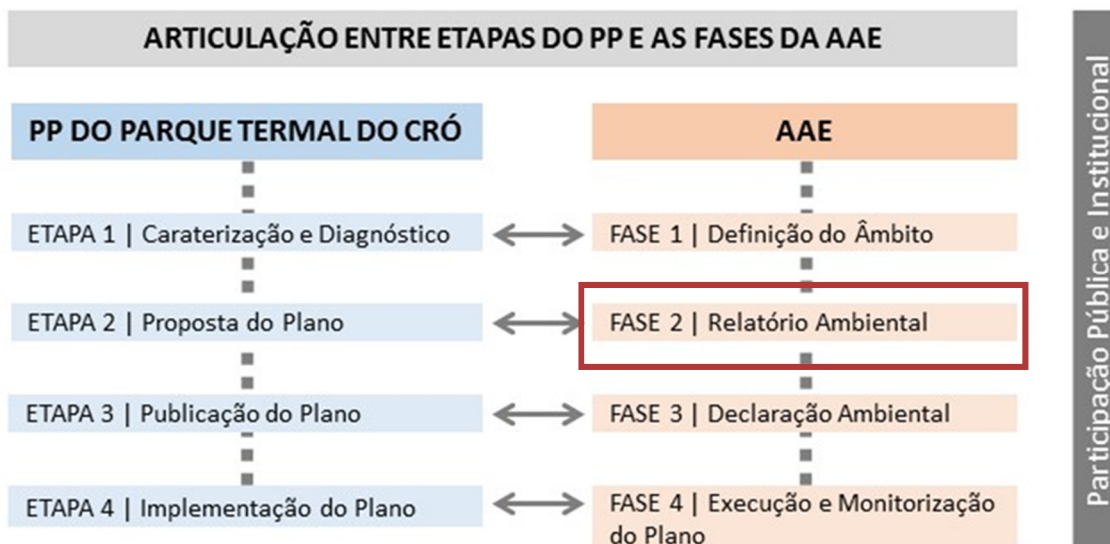 ARTICULAÇÃO ENTRE ETAPAS DO PP E AS FASES DA AAE
PP DO PARQUE TERMAL DO CRÓ
AAE
ETAPA 1 | Caraterização e Diagnóstico
FASE 1 | Definição do Âmbito
ETAPA 2 | Proposta do Plano
FASE 2 | Relatório Ambiental
ETAPA 3 | Publicação do Plano
FASE 3 | Declaração Ambiental
ETAPA 4 | Implementação do Plano
FASE 4 | Execução e Monitorização
do Plano
Participação Pública e Institucional